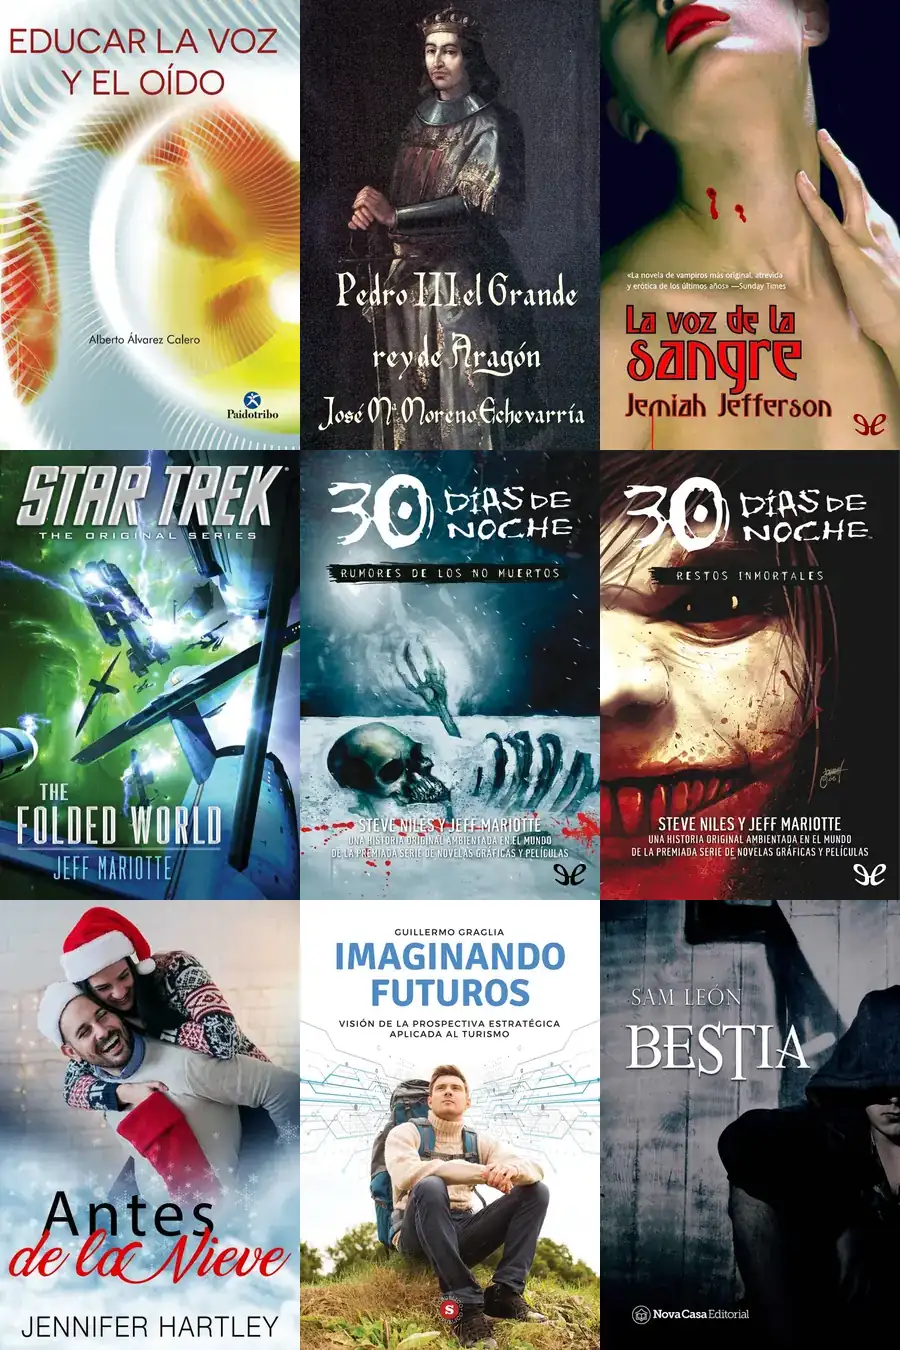 EDUCAR LA VOZ
Y EL OÍDO
Alberto Álvarez Calero
Paidotribo
Pedro III el Grande
rey de Aragón
José Mª Moreno Echevarría
«La novela de vampiros más original, atrevida
y erótica de los últimos años» —Sunday Times
La voz de la
sangre
Jemiah Jefferson
STAR TREK
THE ORIGINAL SERIES
THE
FOLDED WORLD
JEFF MARIOTTE
30 DÍAS DE
NOCHE
RUMORES DE LOS NO MUERTOS
STEVE NILES Y JEFF MARIOTTE
UNA HISTORIA ORIGINAL AMBIENTADA EN EL MUNDO
DE LA PREMIADA SERIE DE NOVELAS GRÁFICAS Y PELÍCULAS
30 DÍAS DE
NOCHE
RESTOS INMORTALES
STEVE NILES Y JEFF MARIOTTE
UNA HISTORIA ORIGINAL AMBIENTADA EN EL MUNDO
DE LA PREMIADA SERIE DE NOVELAS GRÁFICAS Y PELÍCULAS
Antes
de la Nieve
JENNIFER HARTLEY
GUILLERMO GRAGLIA
IMAGINANDO
FUTUROS
VISIÓN DE LA PROSPECTIVA ESTRATÉGICA
APLICADA AL TURISMO
S
SAM LEÓN
BESTIA
Nova Casa Editorial